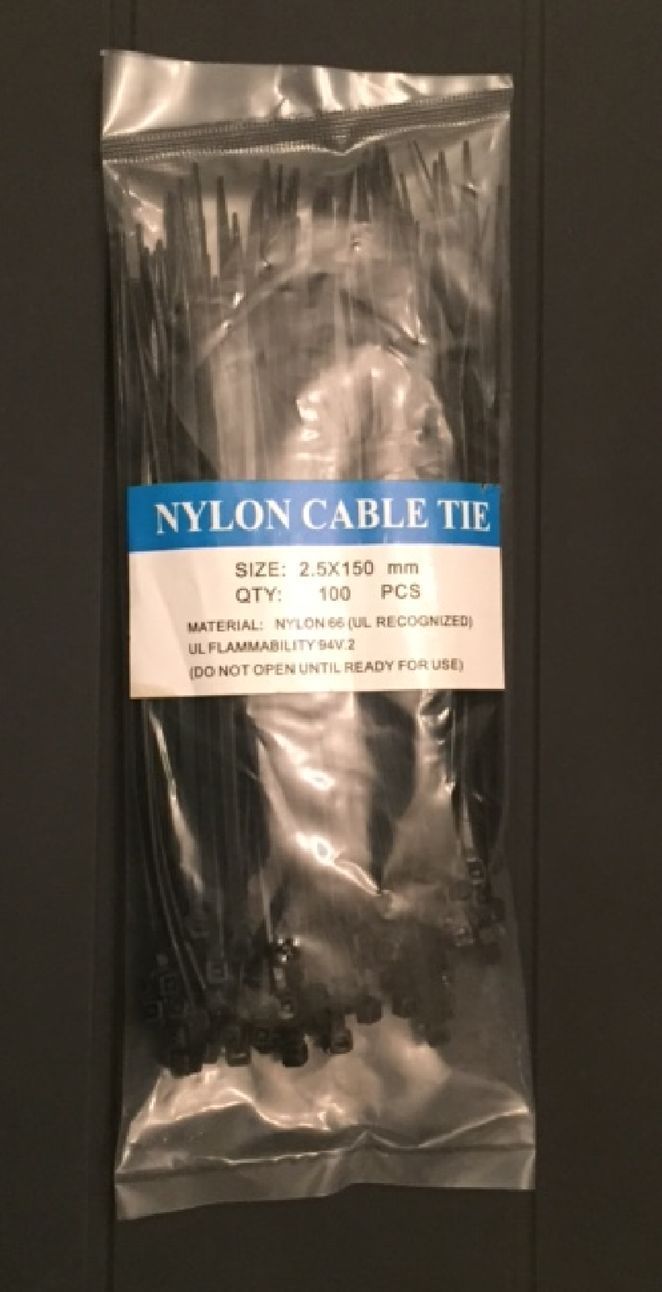 NYLON CABLE TIE
SIZE: 2.5X150 mm
QTY: 100 PCS
MATERIAL: NYLON 66 (UL RECOGNIZED)
UL FLAMMABILITY 94V.2
(DO NOT OPEN UNTIL READY FOR USE)